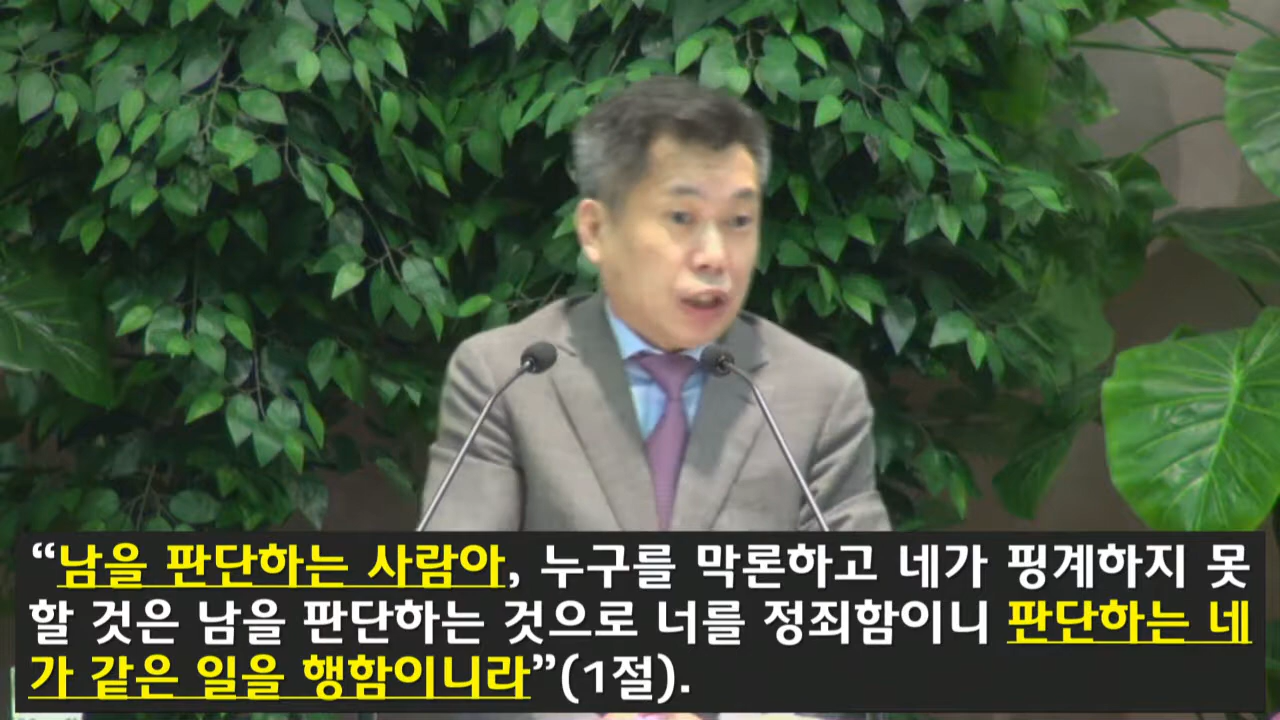 “남을 판단하는 사람아, 누구를 막론하고 네가 핑계하지 못
할 것은 남을 판단하는 것으로 너를 정죄함이니 판단하는 네
가 같은 일을 행함이니라”(1절).